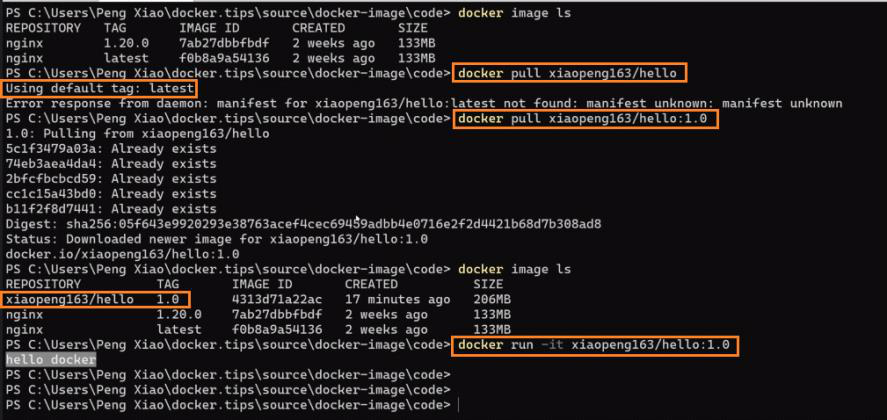 PS C:\Users\Peng Xiao\docker.tips\source\docker-image\code> docker image ls
REPOSITORY   TAG       IMAGE ID       CREATED       SIZE
nginx        1.20.0    7ab27dbbfbdf   2 weeks ago   133MB
nginx        latest    f0b8a9a54136   2 weeks ago   133MB
PS C:\Users\Peng Xiao\docker.tips\source\docker-image\code> docker pull xiaopeng163/hello
Using default tag: latest
Error response from daemon: manifest for xiaopeng163/hello:latest not found: manifest unknown: manifest unknown
PS C:\Users\Peng Xiao\docker.tips\source\docker-image\code> docker pull xiaopeng163/hello:1.0
1.0: Pulling from xiaopeng163/hello
5c1f3479a03a: Already exists
74eb3aea4da4: Already exists
2bfcfbcbcd59: Already exists
cc1c15a43bd0: Already exists
b11f2f8d7441: Already exists
Digest: sha256:05f643e9920293e38763acef4cec69459adbb4e0716e2f2d4421b68d7b308ad8
Status: Downloaded newer image for xiaopeng163/hello:1.0
docker.io/xiaopeng163/hello:1.0
PS C:\Users\Peng Xiao\docker.tips\source\docker-image\code> docker image ls
REPOSITORY          TAG       IMAGE ID       CREATED          SIZE
xiaopeng163/hello   1.0       4313d71a22ac   17 minutes ago   206MB
nginx               1.20.0    7ab27dbbfbdf   2 weeks ago      133MB
nginx               latest    f0b8a9a54136   2 weeks ago      133MB
PS C:\Users\Peng Xiao\docker.tips\source\docker-image\code> docker run -it xiaopeng163/hello:1.0
hello docker
PS C:\Users\Peng Xiao\docker.tips\source\docker-image\code>
PS C:\Users\Peng Xiao\docker.tips\source\docker-image\code>
PS C:\Users\Peng Xiao\docker.tips\source\docker-image\code>